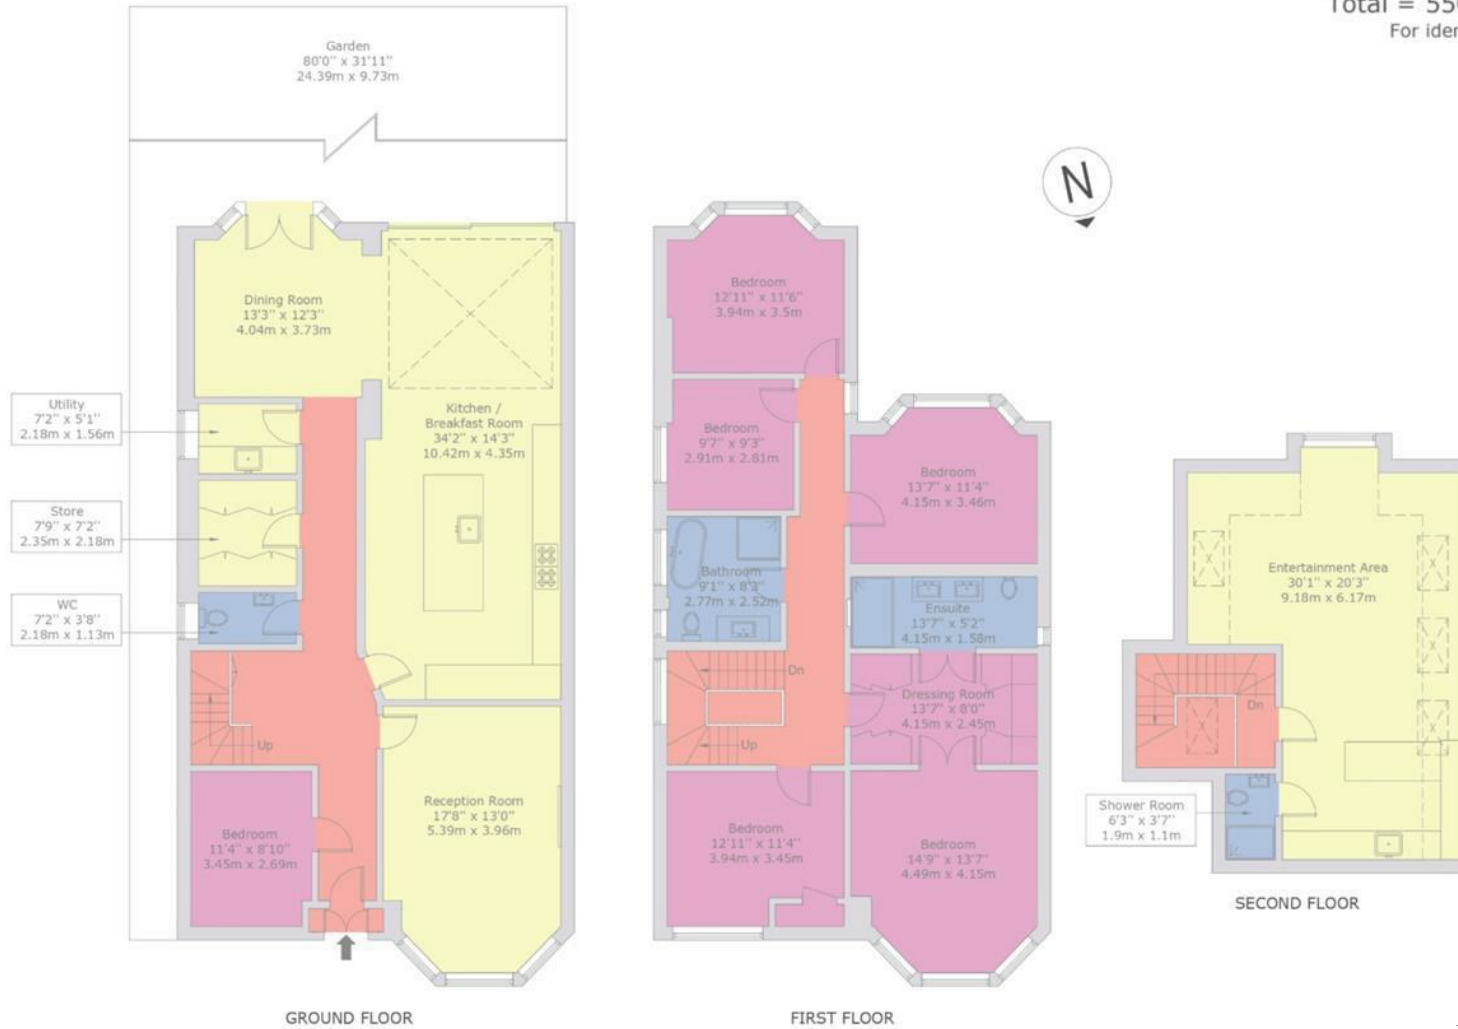 Total = 55
For iden
Garden
80'0" x 31'11"
24.39m x 9.73m
N
Dining Room
13'3" x 12'3"
4.04m x 3.73m
Utility
7'2" x 5'1"
2.18m x 1.56m
Kitchen /
Breakfast Room
34'2" x 14'3"
10.42m x 4.35m
Store
7'9" x 7'2"
2.35m x 2.18m
WC
7'2" x 3'8"
2.18m x 1.13m
Up
Reception Room
17'8" x 13'0"
5.39m x 3.96m
Bedroom
11'4" x 8'10"
3.45m x 2.69m
GROUND FLOOR
Bedroom
12'11" x 11'6"
3.94m x 3.5m
Bedroom
9'7" x 9'3"
2.91m x 2.81m
Bedroom
13'7" x 11'4"
4.15m x 3.46m
Bathroom
9'1" x 8'3"
2.77m x 2.52m
Ensuite
13'7" x 5'2"
4.15m x 1.58m
Dn
Dressing Room
13'7" x 8'0"
4.15m x 2.45m
Up
Bedroom
12'11" x 11'4"
3.94m x 3.45m
Bedroom
14'9" x 13'7"
4.49m x 4.15m
FIRST FLOOR
Entertainment Area
30'1" x 20'3"
9.18m x 6.17m
Dn
Shower Room
6'3" x 3'7"
1.9m x 1.1m
SECOND FLOOR